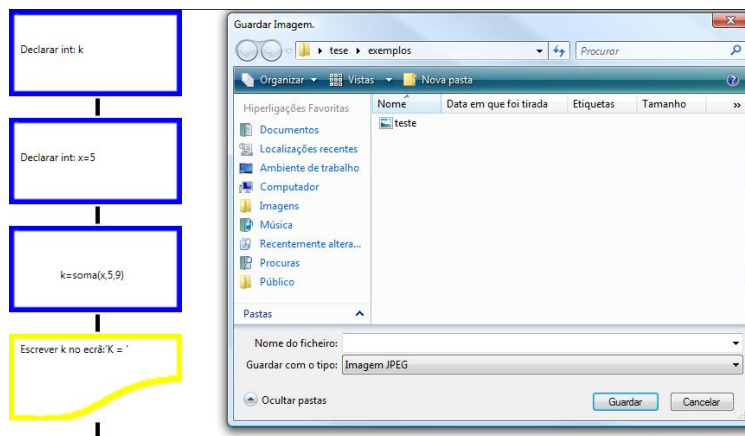 Declarar int: k
Declarar int: x=5
k=soma(x,5,9)
Escrever k no ecrã:'K = '
Guardar Imagem.
tese exemplos
Procurar
Organizar Vistas Nova pasta
Hiperligações Favoritas
Documentos
Localizações recentes
Ambiente de trabalho
Computador
Imagens
Música
Recentemente altera...
Procuras
Público
Pastas
Nome Data em que foi tirada Etiquetas Tamanho »
teste
Nome do ficheiro:
Guardar com o tipo: Imagem JPEG
Ocultar pastas
Guardar Cancelar